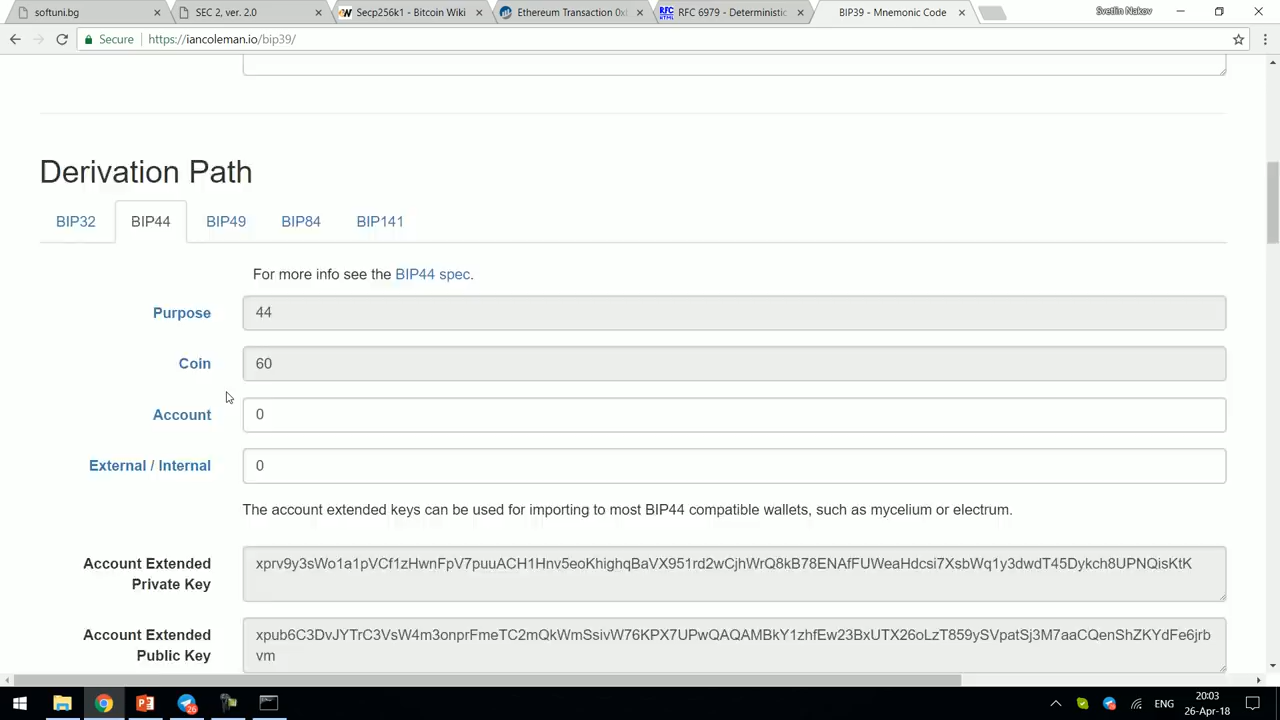 softuni.bg
SEC 2, ver. 2.0
Secp256k1 - Bitcoin Wiki
Ethereum Transaction 0x
RFC 6979 - Deterministic
BIP39 - Mnemonic Code
Svetlin Nakov
Secure
https://iancoleman.io/bip39/
Derivation Path
BIP32
BIP44
BIP49
BIP84
BIP141
For more info see the BIP44 spec.
Purpose
44
Coin
60
Account
0
External / Internal
0
The account extended keys can be used for importing to most BIP44 compatible wallets, such as mycelium or electrum.
Account Extended
Private Key
xprv9y3sWo1a1pVCf1zHwnFpV7puuACH1Hnv5eoKhighqBaVX951rd2wCjhWrQ8kB78ENAfFUWeaHdcsi7XsbWq1y3dwdT45Dykch8UPNQisKtK
Account Extended
Public Key
xpub6C3DvJYTrC3VsW4m3onprFmeTC2mQkWmSsivW76KPX7UPwQAQAMBkY1zhfEw23BxUTX26oLzT859ySVpatSj3M7aaCQenShZKYdFe6jrb
vm
26
ENG
20:03
26-Apr-18